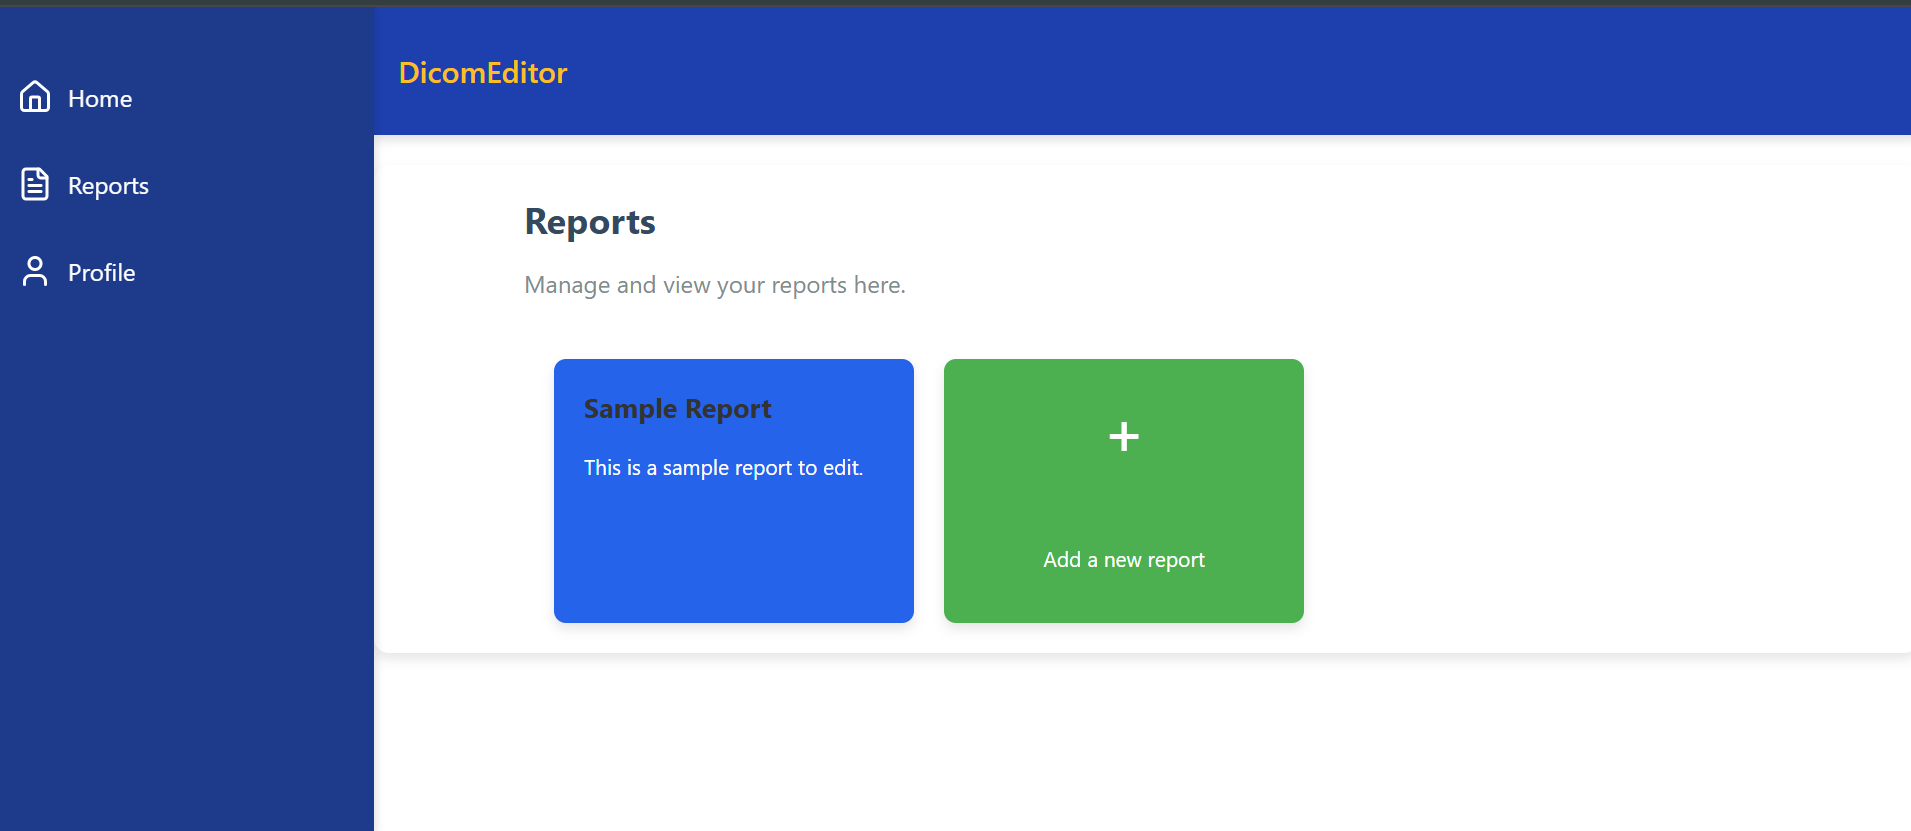 DicomEditor
Home
Reports
Profile
Reports
Manage and view your reports here.
Sample Report
This is a sample report to edit.
+
Add a new report